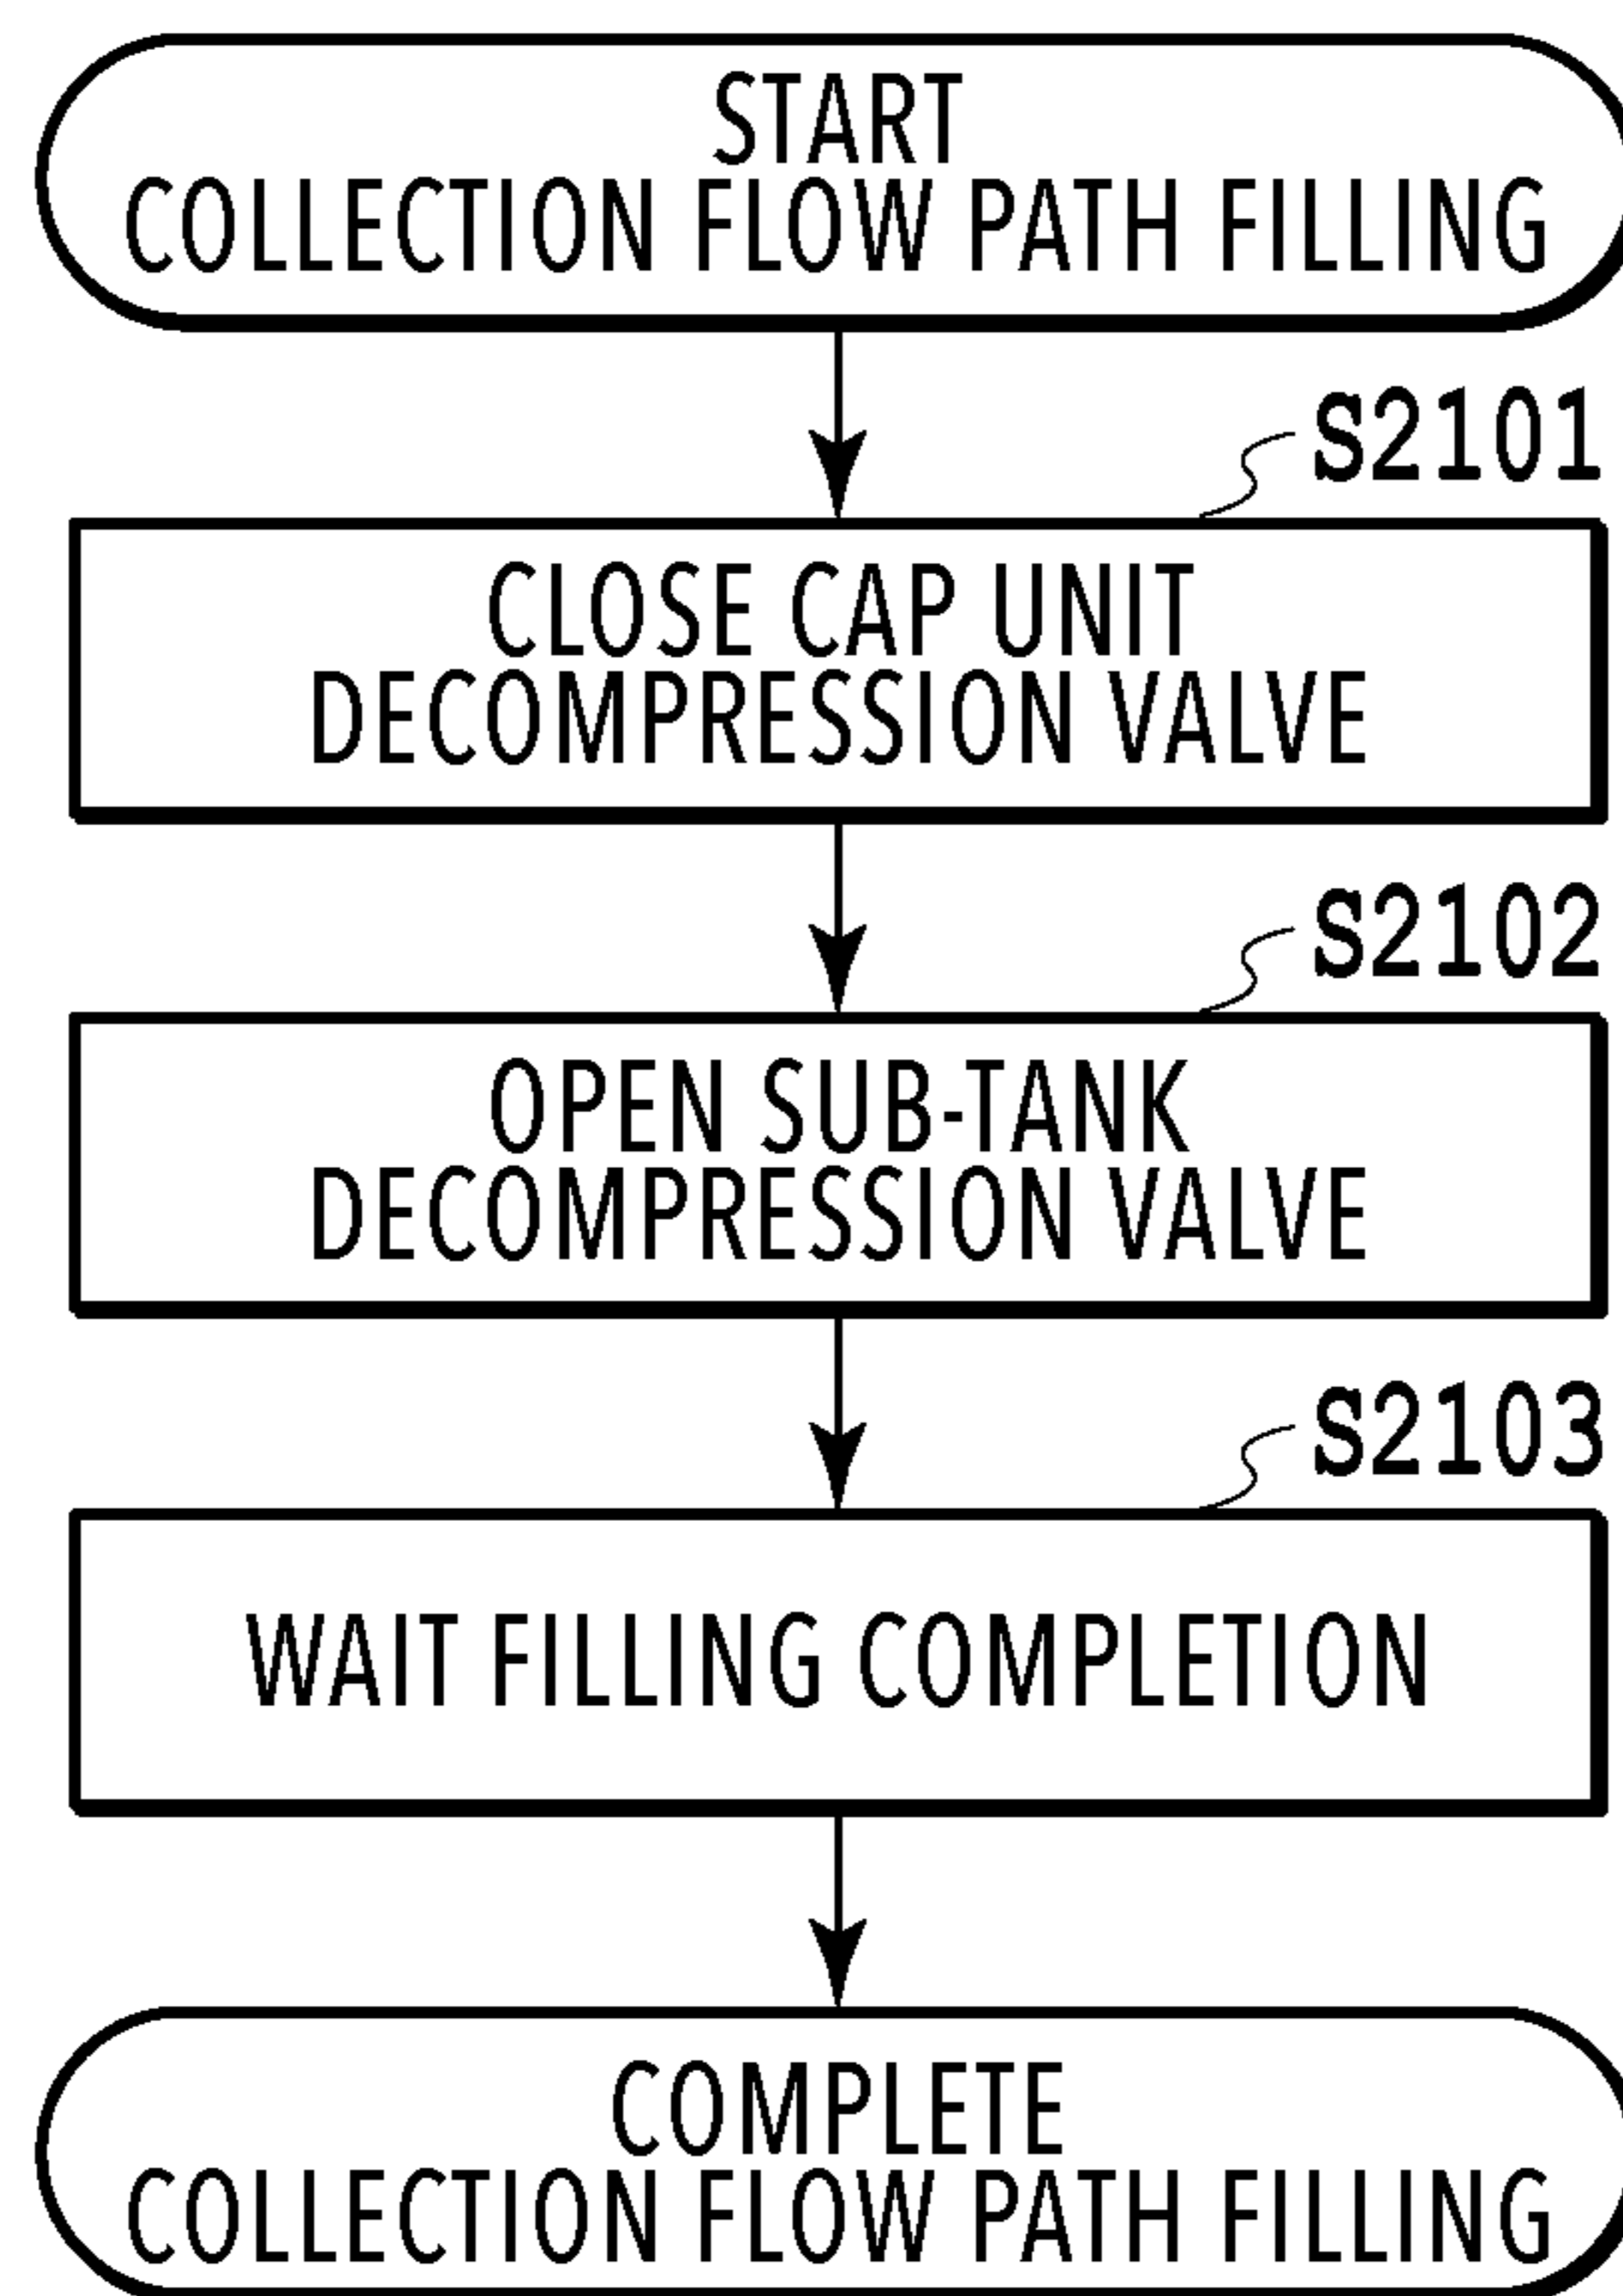 START
COLLECTION FLOW PATH FILLING
S2101
CLOSE CAP UNIT
DECOMPRESSION VALVE
S2102
OPEN SUB-TANK
DECOMPRESSION VALVE
S2103
WAIT FILLING COMPLETION
COMPLETE
COLLECTION FLOW PATH FILLING